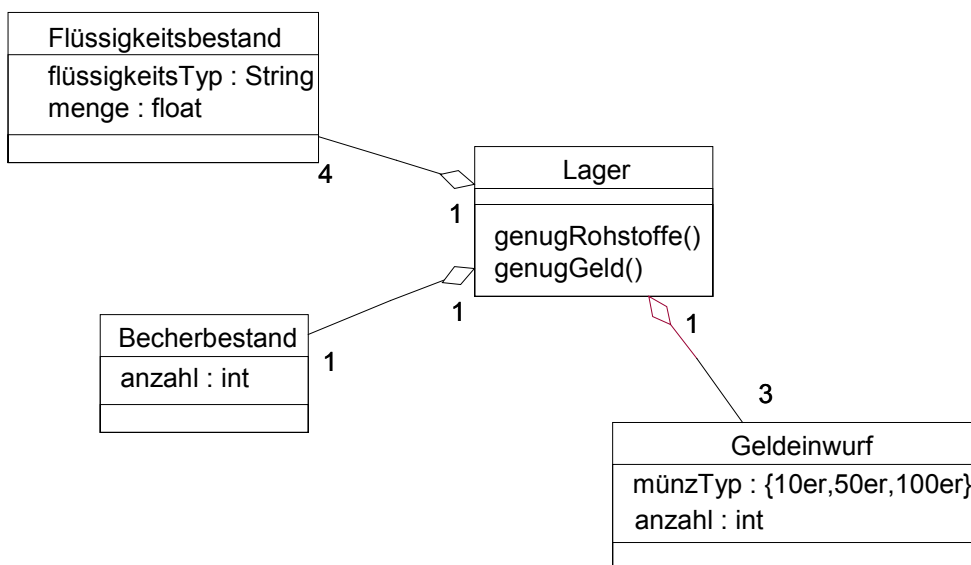 Flüssigkeitsbestand
flüssigkeitsTyp : String
menge : float
4
Lager
genugRohstoffe()
genugGeld()
1
1
1
Becherbestand
anzahl : int
1
3
Geldeinwurf
münzTyp : {10er,50er,100er}
anzahl : int